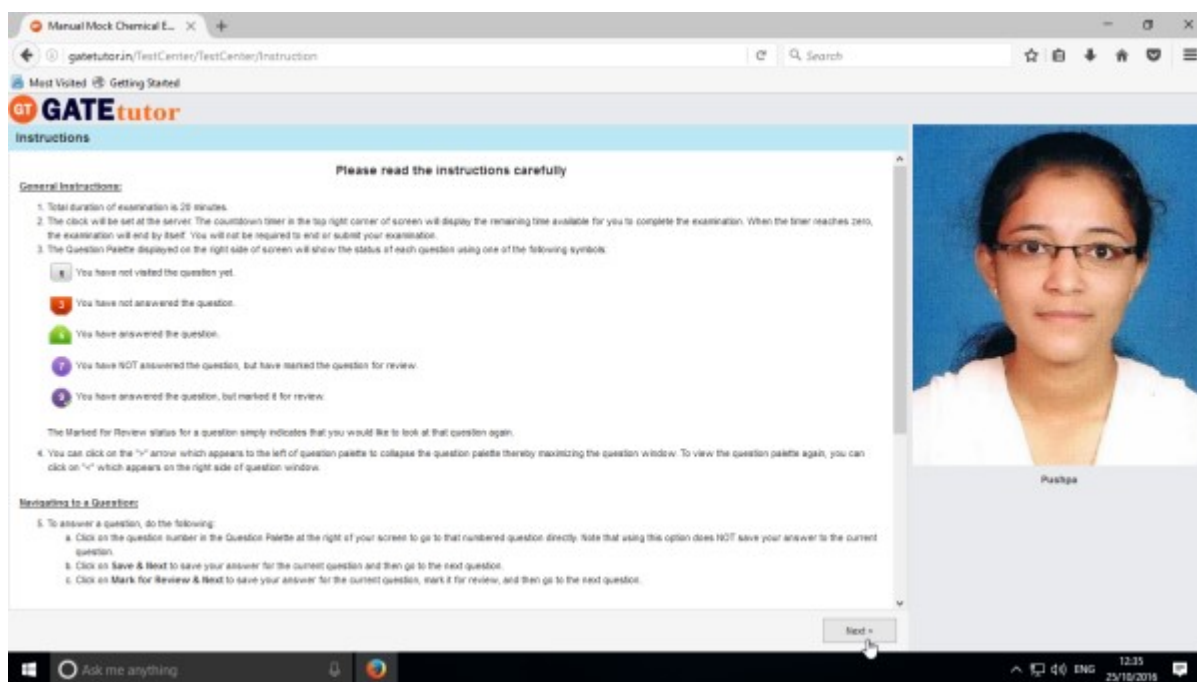 Manual Mock Chemical E...
gatetutor.in/TestCenter/TestCenter/Instruction
Search
Most Visited Getting Started
GT GATEtutor
Instructions
Please read the instructions carefully
General Instructions:
1. Total duration of examination is 20 minutes.
2. The clock will be set at the server. The countdown timer in the top right corner of screen will display the remaining time available for you to complete the examination. When the timer reaches zero,
the examination will end by itself. You will not be required to end or submit your examination.
3. The Question Palette displayed on the right side of screen will show the status of each question using one of the following symbols:
You have not visited the question yet.
3 You have not answered the question.
You have answered the question.
7 You have NOT answered the question, but have marked the question for review.
9 You have answered the question, but marked it for review.
The Marked for Review status for a question simply indicates that you would like to look at that question again.
4. You can click on the ">" arrow which appears to the left of question palette to collapse the question palette thereby maximizing the question window. To view the question palette again, you can
click on "<" which appears on the right side of question window.
Navigating to a Question:
5. To answer a question, do the following:
a. Click on the question number in the Question Palette at the right of your screen to go to that numbered question directly. Note that using this option does NOT save your answer to the current
question.
b. Click on Save & Next to save your answer for the current question and then go to the next question.
c. Click on Mark for Review & Next to save your answer for the current question, mark it for review, and then go to the next question.
Pushpa
Next »
Ask me anything
ENG
12:35
25/10/2016